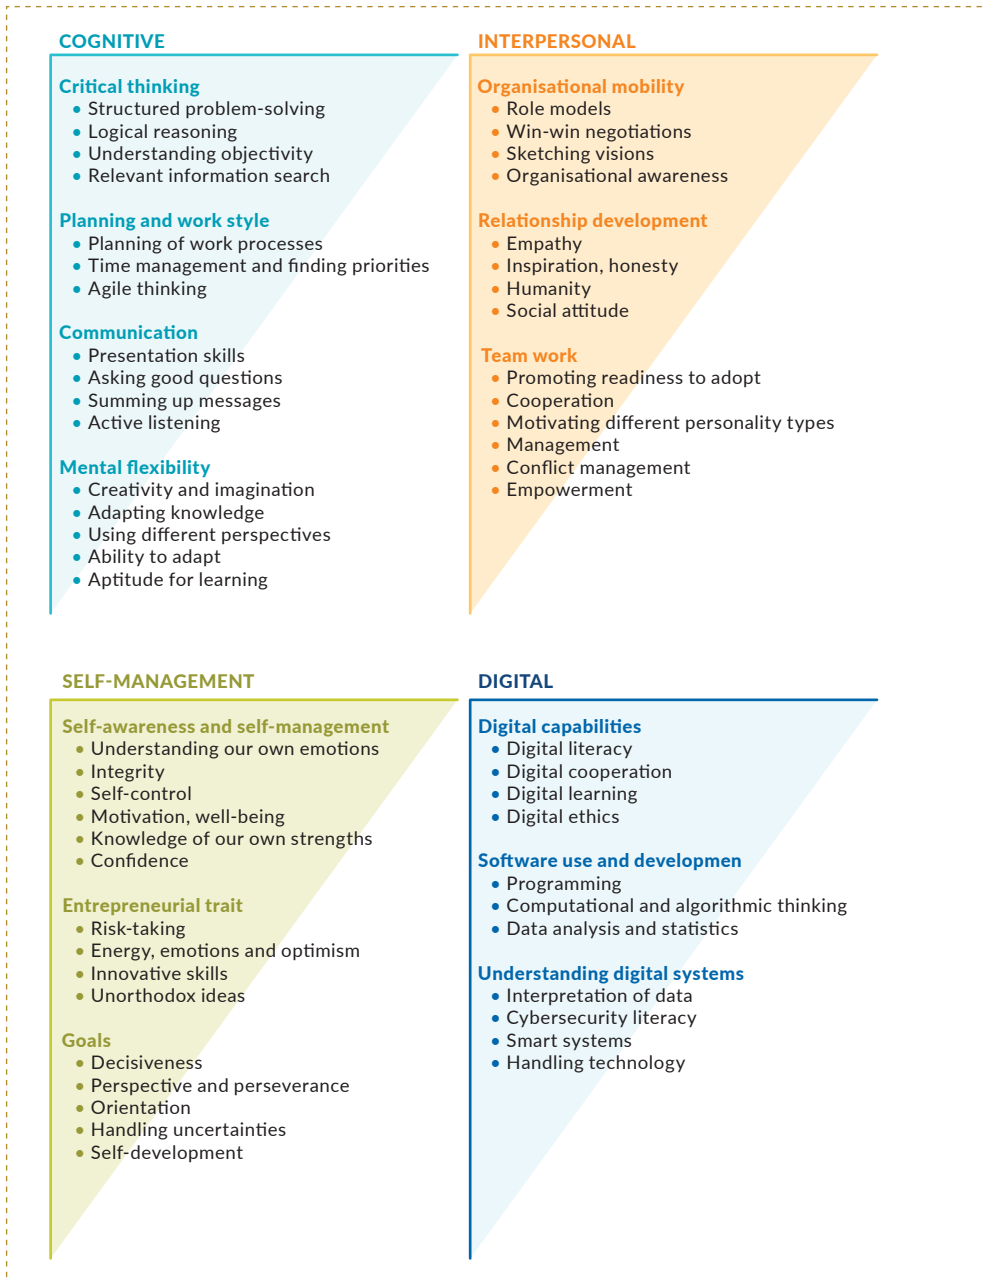 COGNITIVE
Critical thinking
• Structured problem-solving
• Logical reasoning
• Understanding objectivity
• Relevant information search
Planning and work style
• Planning of work processes
• Time management and finding priorities
• Agile thinking
Communication
• Presentation skills
• Asking good questions
• Summing up messages
• Active listening
Mental flexibility
• Creativity and imagination
• Adapting knowledge
• Using different perspectives
• Ability to adapt
• Aptitude for learning
INTERPERSONAL
Organisational mobility
• Role models
• Win-win negotiations
• Sketching visions
• Organisational awareness
Relationship development
• Empathy
• Inspiration, honesty
• Humanity
• Social attitude
Team work
• Promoting readiness to adopt
• Cooperation
• Motivating different personality types
• Management
• Conflict management
• Empowerment
SELF-MANAGEMENT
Self-awareness and self-management
• Understanding our own emotions
• Integrity
• Self-control
• Motivation, well-being
• Knowledge of our own strengths
• Confidence
Entrepreneurial trait
• Risk-taking
• Energy, emotions and optimism
• Innovative skills
• Unorthodox ideas
Goals
• Decisiveness
• Perspective and perseverance
• Orientation
• Handling uncertainties
• Self-development
DIGITAL
Digital capabilities
• Digital literacy
• Digital cooperation
• Digital learning
• Digital ethics
Software use and developmen
• Programming
• Computational and algorithmic thinking
• Data analysis and statistics
Understanding digital systems
• Interpretation of data
• Cybersecurity literacy
• Smart systems
• Handling technology